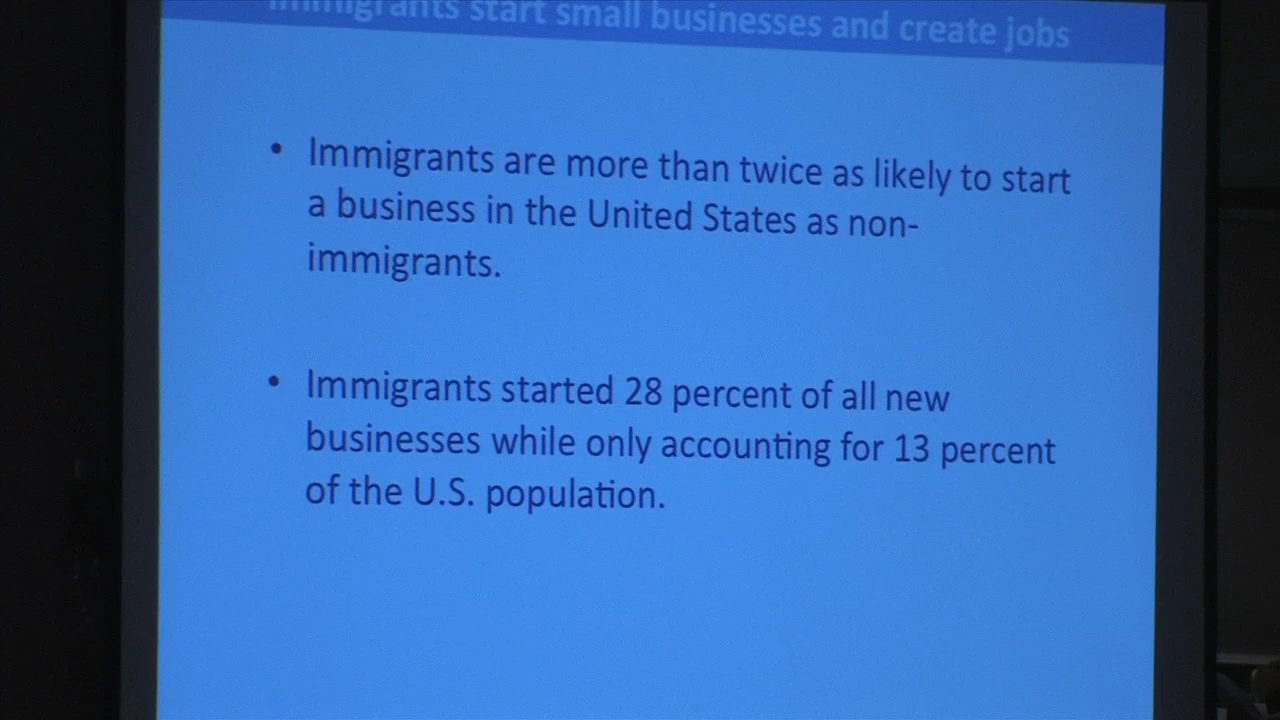 Immigrants start small businesses and create jobs
• Immigrants are more than twice as likely to start
a business in the United States as non-
immigrants.
• Immigrants started 28 percent of all new
businesses while only accounting for 13 percent
of the U.S. population.